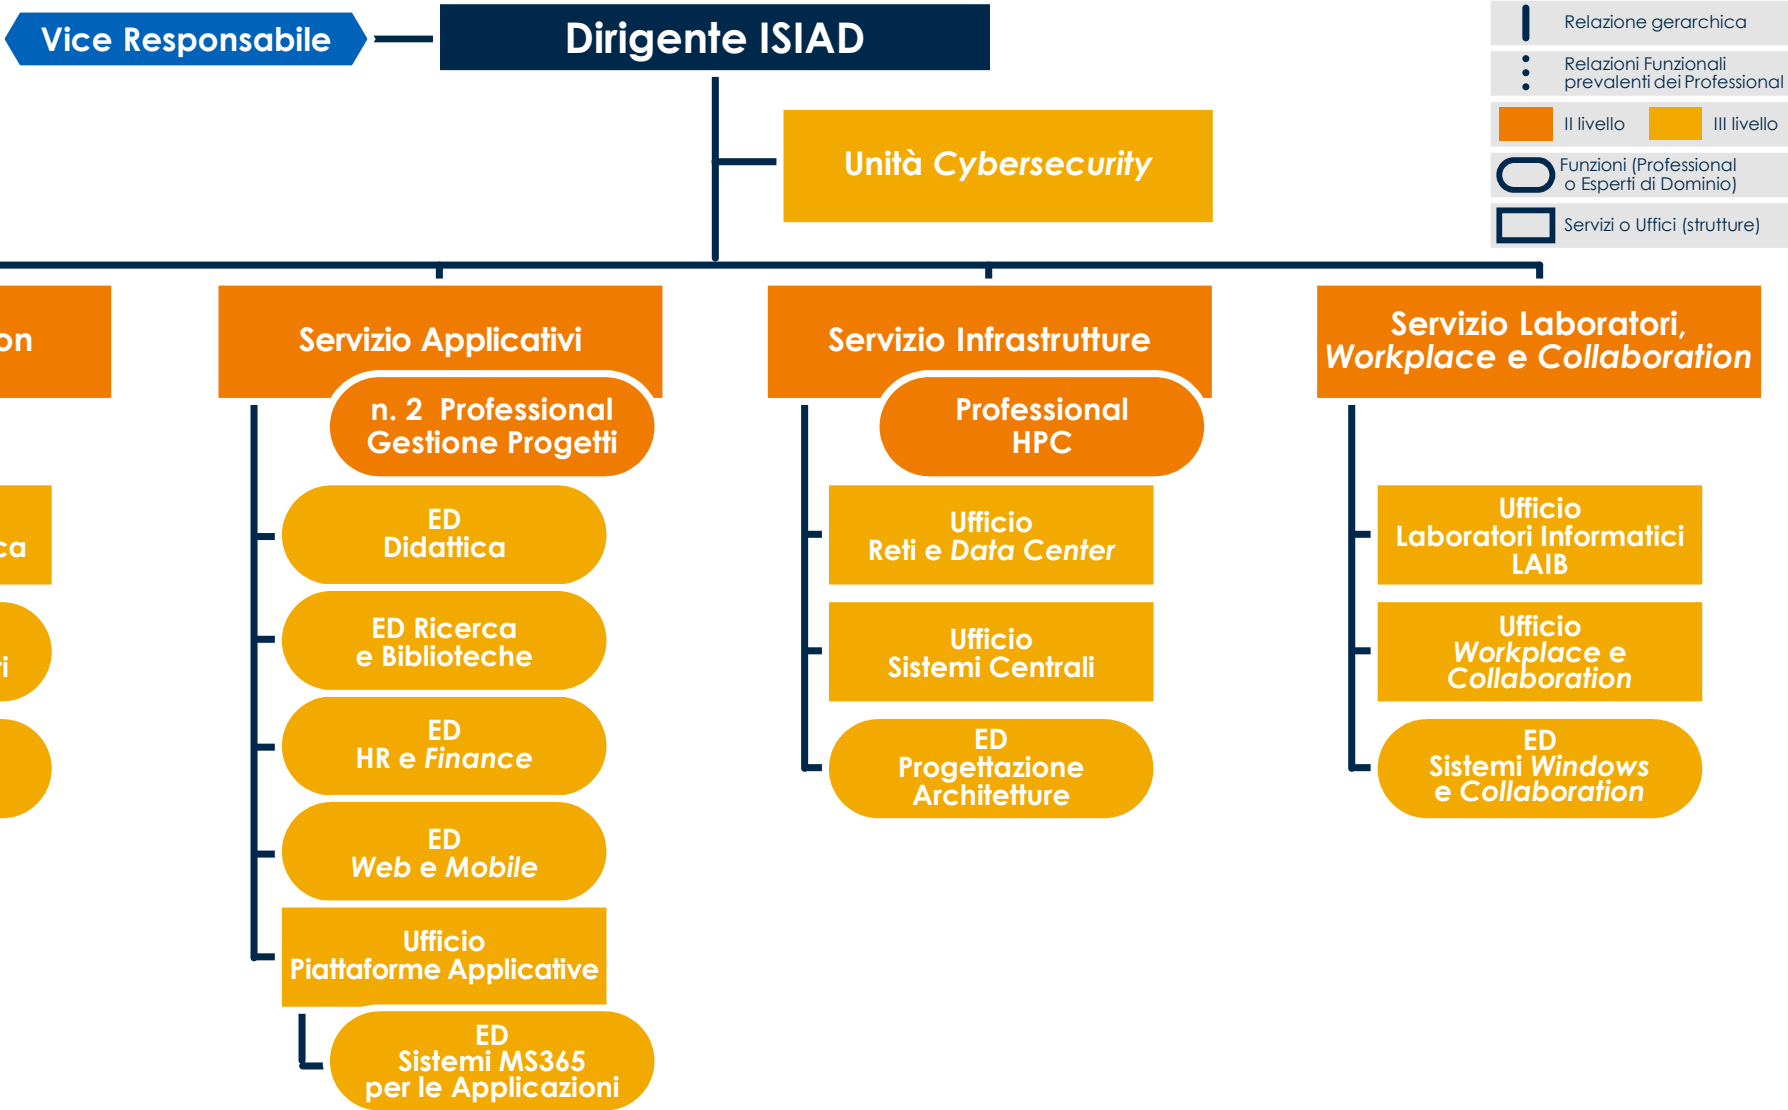 Vice Responsabile
Dirigente ISIAD
Relazione gerarchica
Relazioni Funzionali
prevalenti dei Professional
II livello
III livello
Funzioni (Professional
o Esperti di Dominio)
Servizi o Uffici (strutture)
Unità Cybersecurity
on
ca
ri
Servizio Applicativi
n. 2 Professional
Gestione Progetti
ED
Didattica
ED Ricerca
e Biblioteche
ED
HR e Finance
ED
Web e Mobile
Ufficio
Piattaforme Applicative
ED
Sistemi MS365
per le Applicazioni
Servizio Infrastrutture
Professional
HPC
Ufficio
Reti e Data Center
Ufficio
Sistemi Centrali
ED
Progettazione
Architetture
Servizio Laboratori,
Workplace e Collaboration
Ufficio
Laboratori Informatici
LAIB
Ufficio
Workplace e
Collaboration
ED
Sistemi Windows
e Collaboration